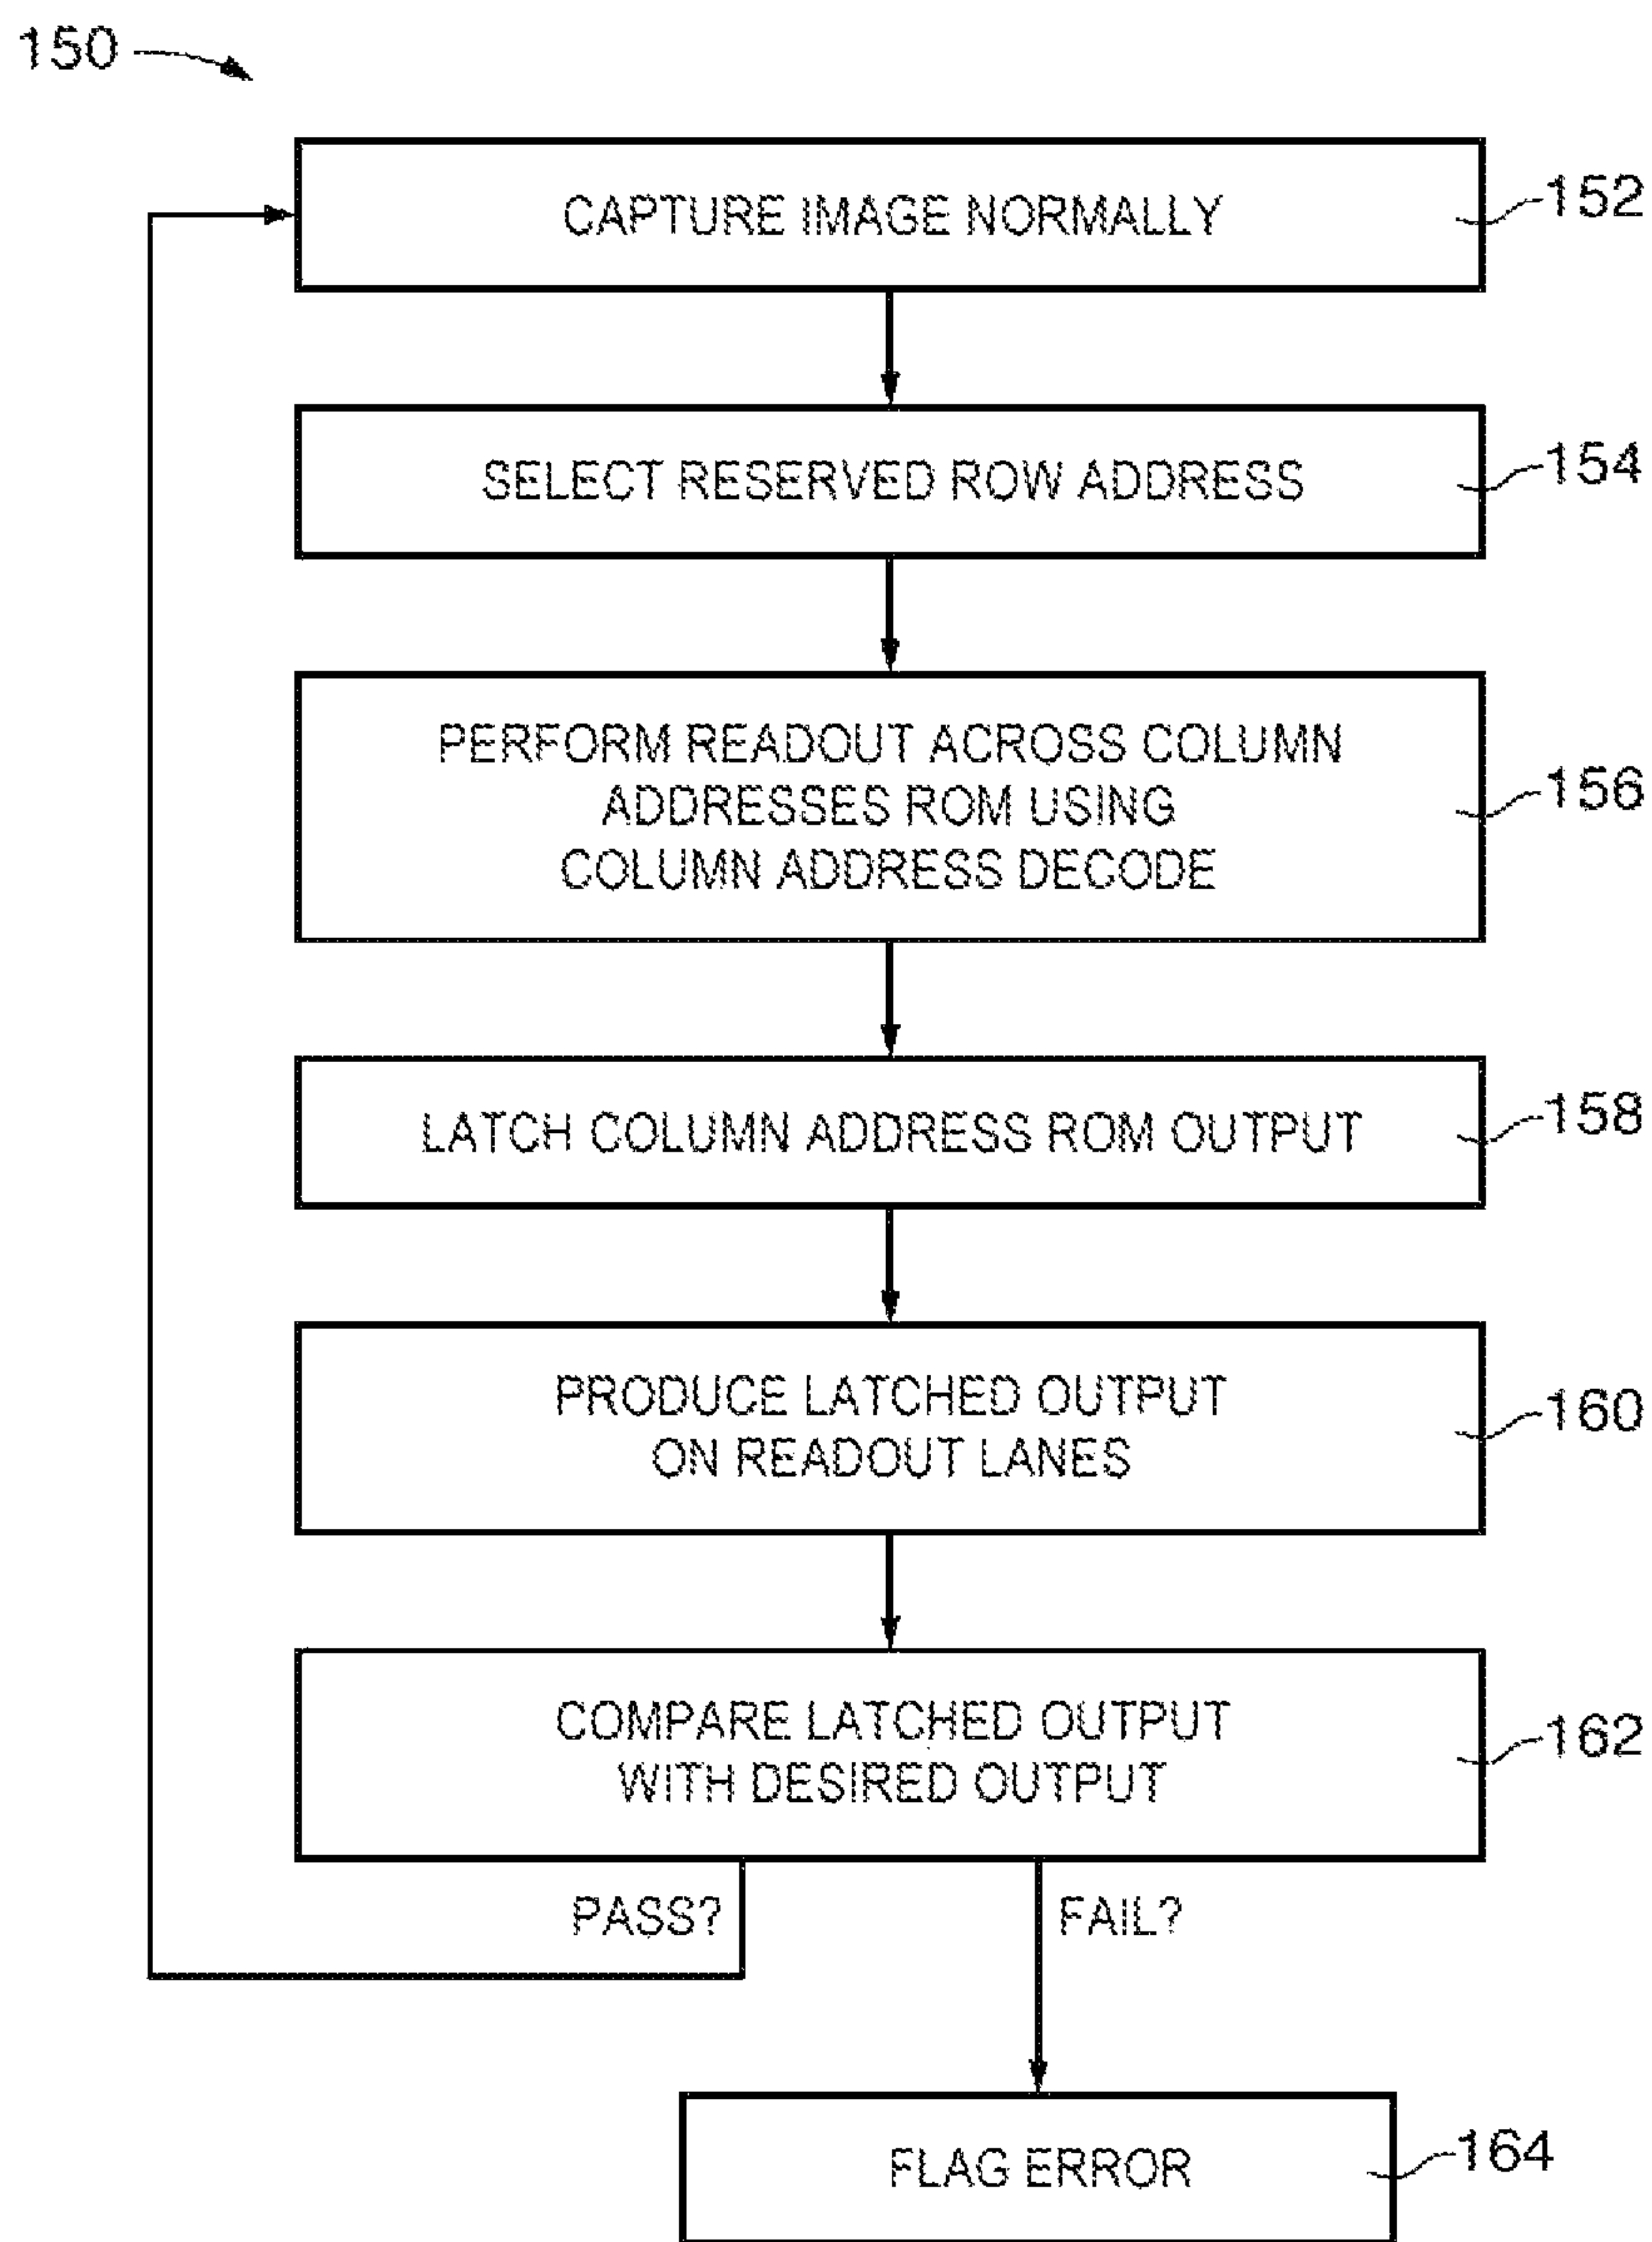 150
CAPTURE IMAGE NORMALLY
152
SELECT RESERVED ROW ADDRESS
154
PERFORM READOUT ACROSS COLUMN
ADDRESSES ROM USING
COLUMN ADDRESS DECODE
156
LATCH COLUMN ADDRESS ROM OUTPUT
158
PRODUCE LATCHED OUTPUT
ON READOUT LANES
160
COMPARE LATCHED OUTPUT
WITH DESIRED OUTPUT
162
PASS?
FAIL?
FLAG ERROR
164